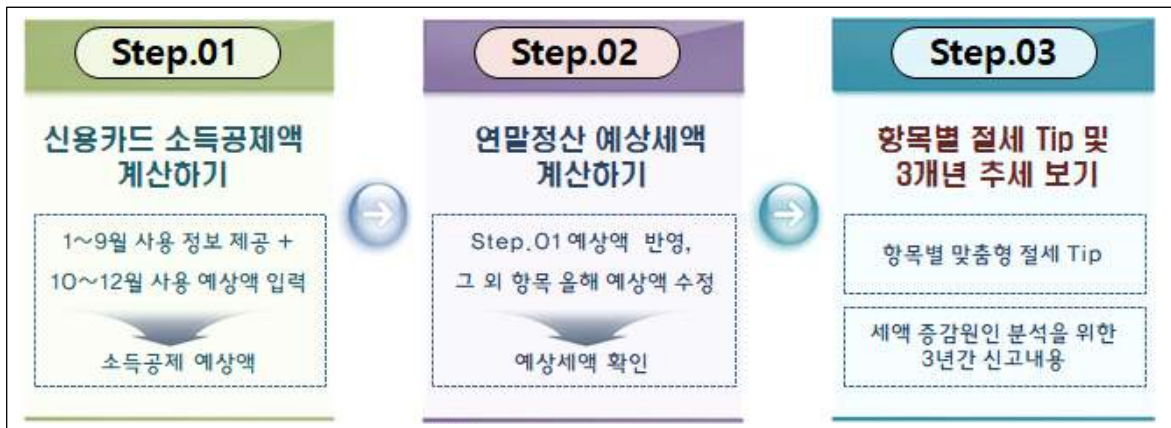 Step.01
신용카드 소득공제액
계산하기
1~9월 사용 정보 제공 +
10~12월 사용 예상액 입력
소득공제 예상액
Step.02
연말정산 예상세액
계산하기
Step.01 예상액 반영,
그 외 항목 올해 예상액 수정
예상세액 확인
Step.03
항목별 절세 Tip 및
3개년 추세 보기
항목별 맞춤형 절세 Tip
세액 증감원인 분석을 위한
3년간 신고내용